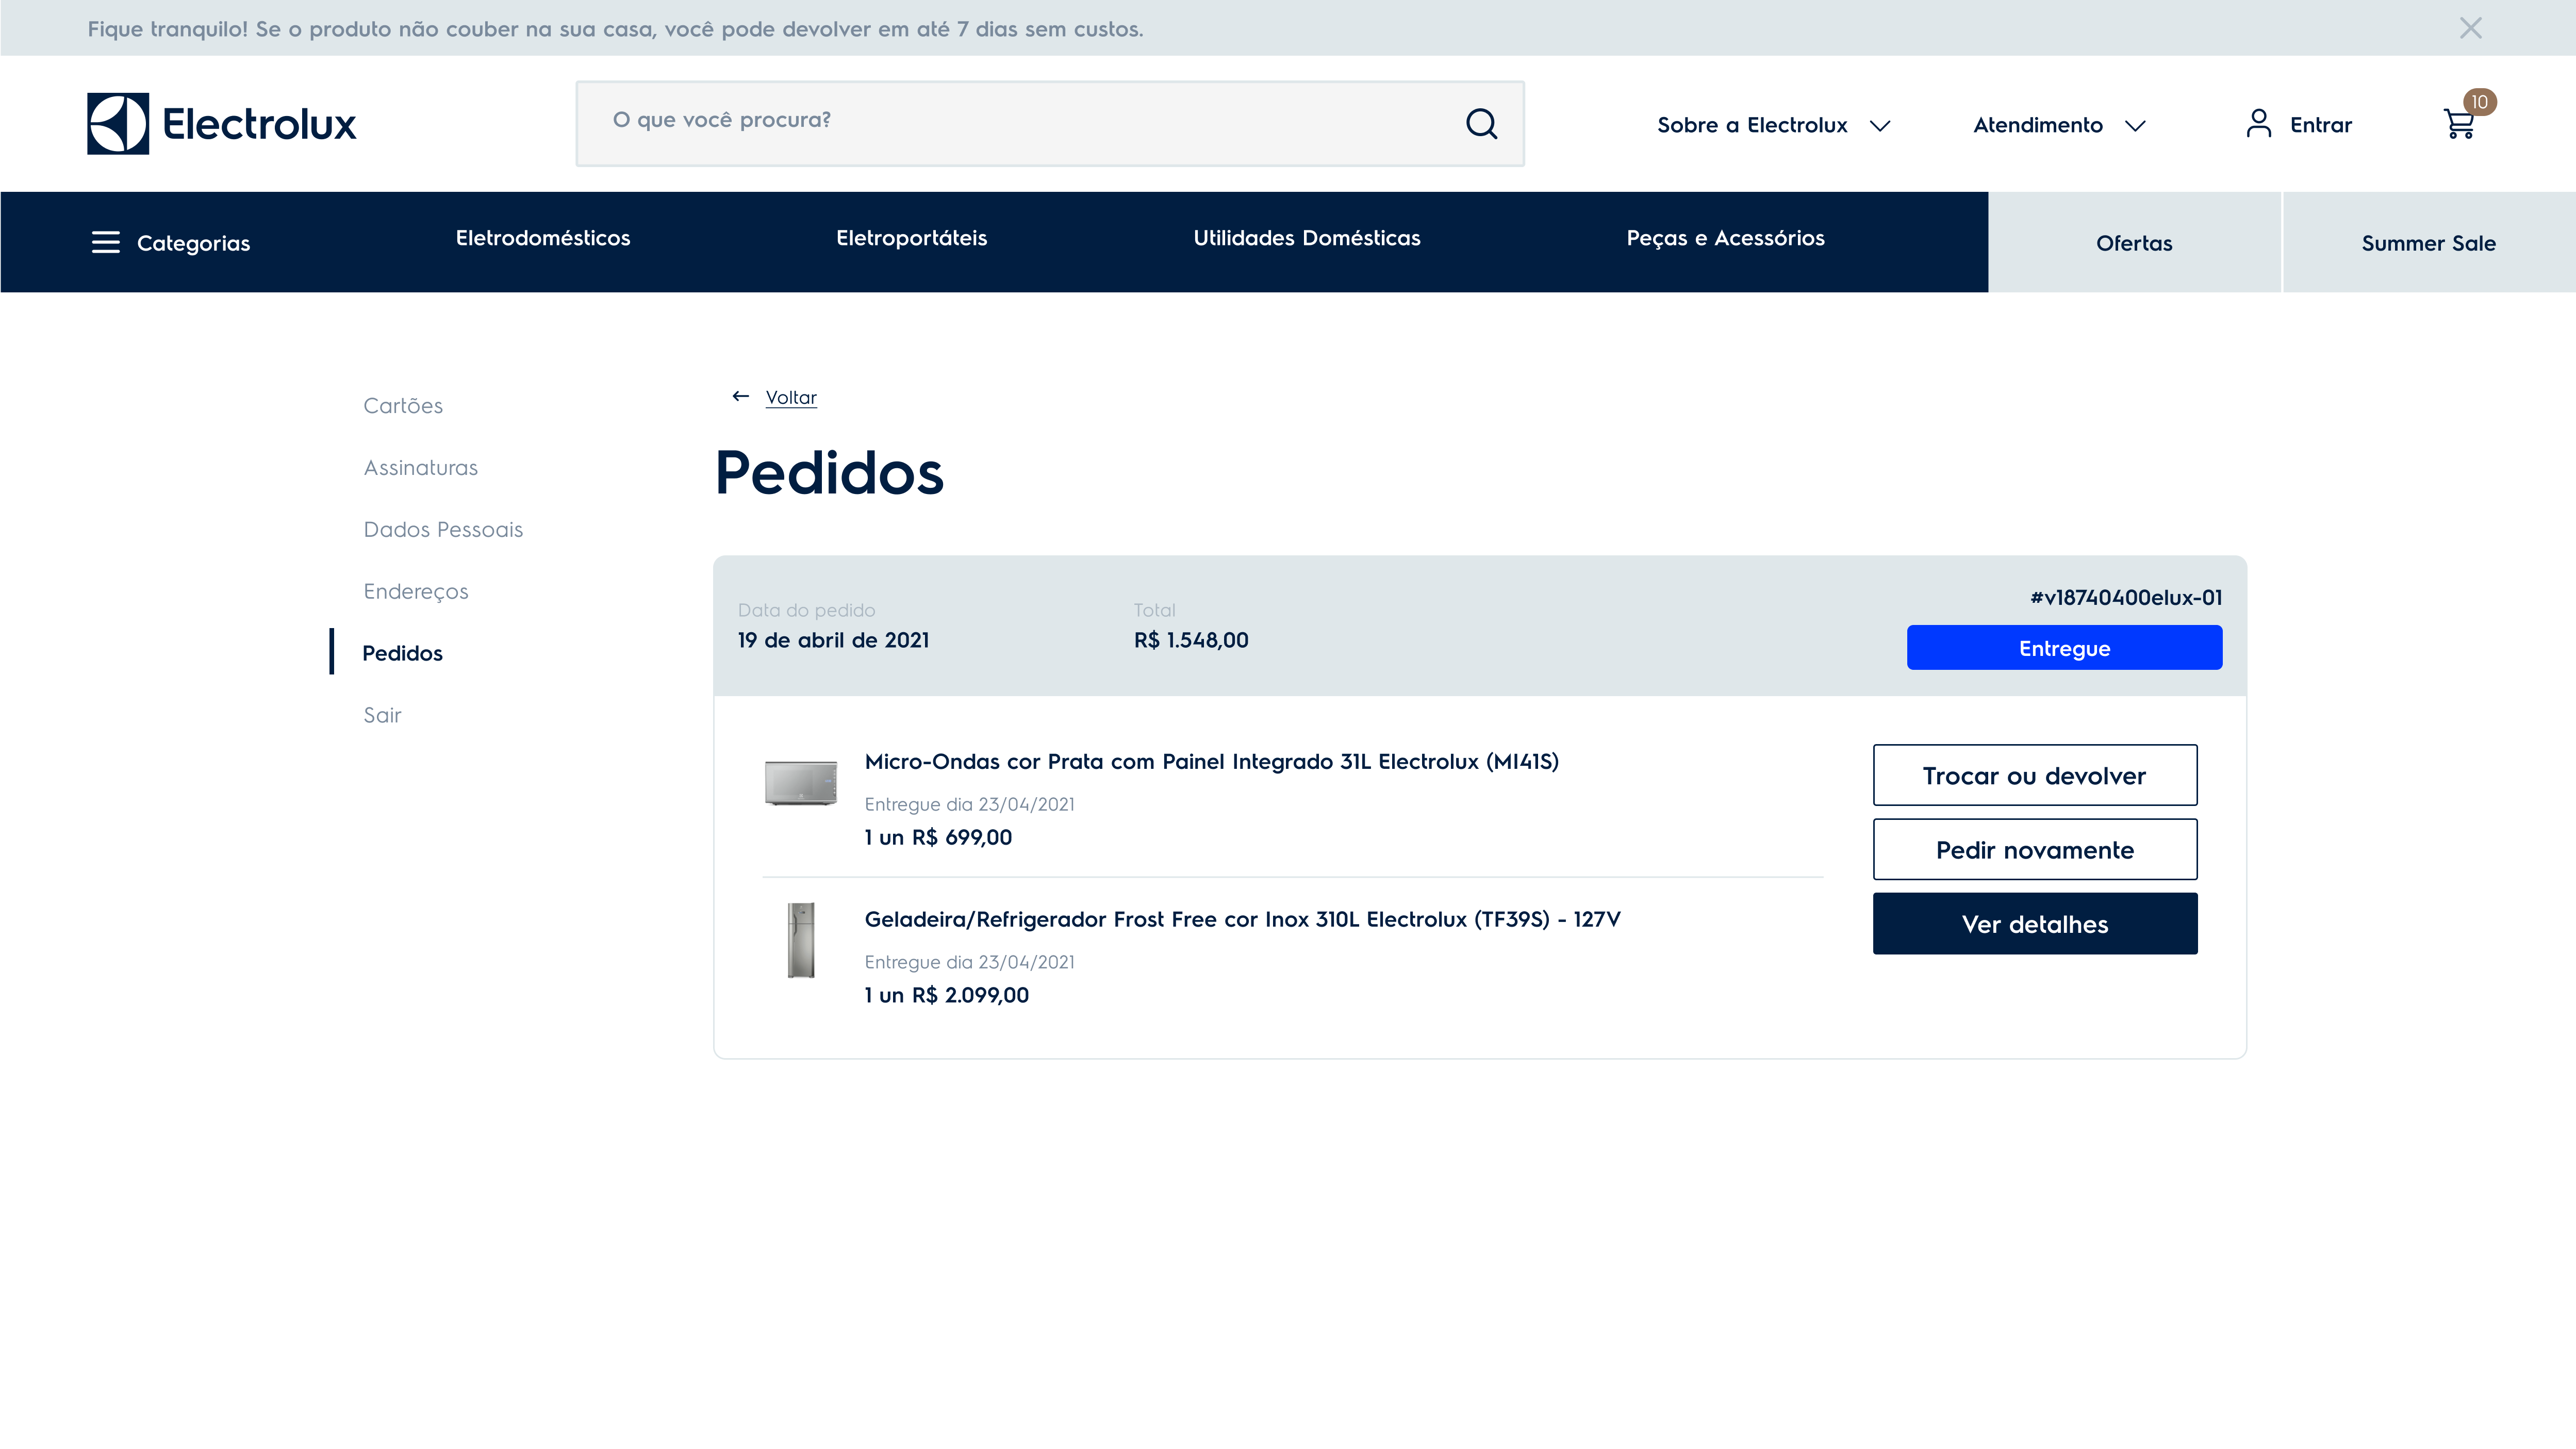 Fique tranquilo! Se o produto não couber na sua casa, você pode devolver em até 7 dias sem custos.
Electrolux
O que você procura?
Sobre a Electrolux
Atendimento
Entrar
10
Categorias
Eletrodomésticos
Eletroportáteis
Utilidades Domésticas
Peças e Acessórios
Ofertas
Summer Sale
Cartões
Assinaturas
Dados Pessoais
Endereços
Pedidos
Sair
Voltar
Pedidos
Data do pedido
19 de abril de 2021
Total
R$ 1.548,00
#v18740400elux-01
Entregue
Micro-Ondas cor Prata com Painel Integrado 31L Electrolux (MI41S)
Entregue dia 23/04/2021
1 un R$ 699,00
Geladeira/Refrigerador Frost Free cor Inox 310L Electrolux (TF39S) - 127V
Entregue dia 23/04/2021
1 un R$ 2.099,00
Trocar ou devolver
Pedir novamente
Ver detalhes